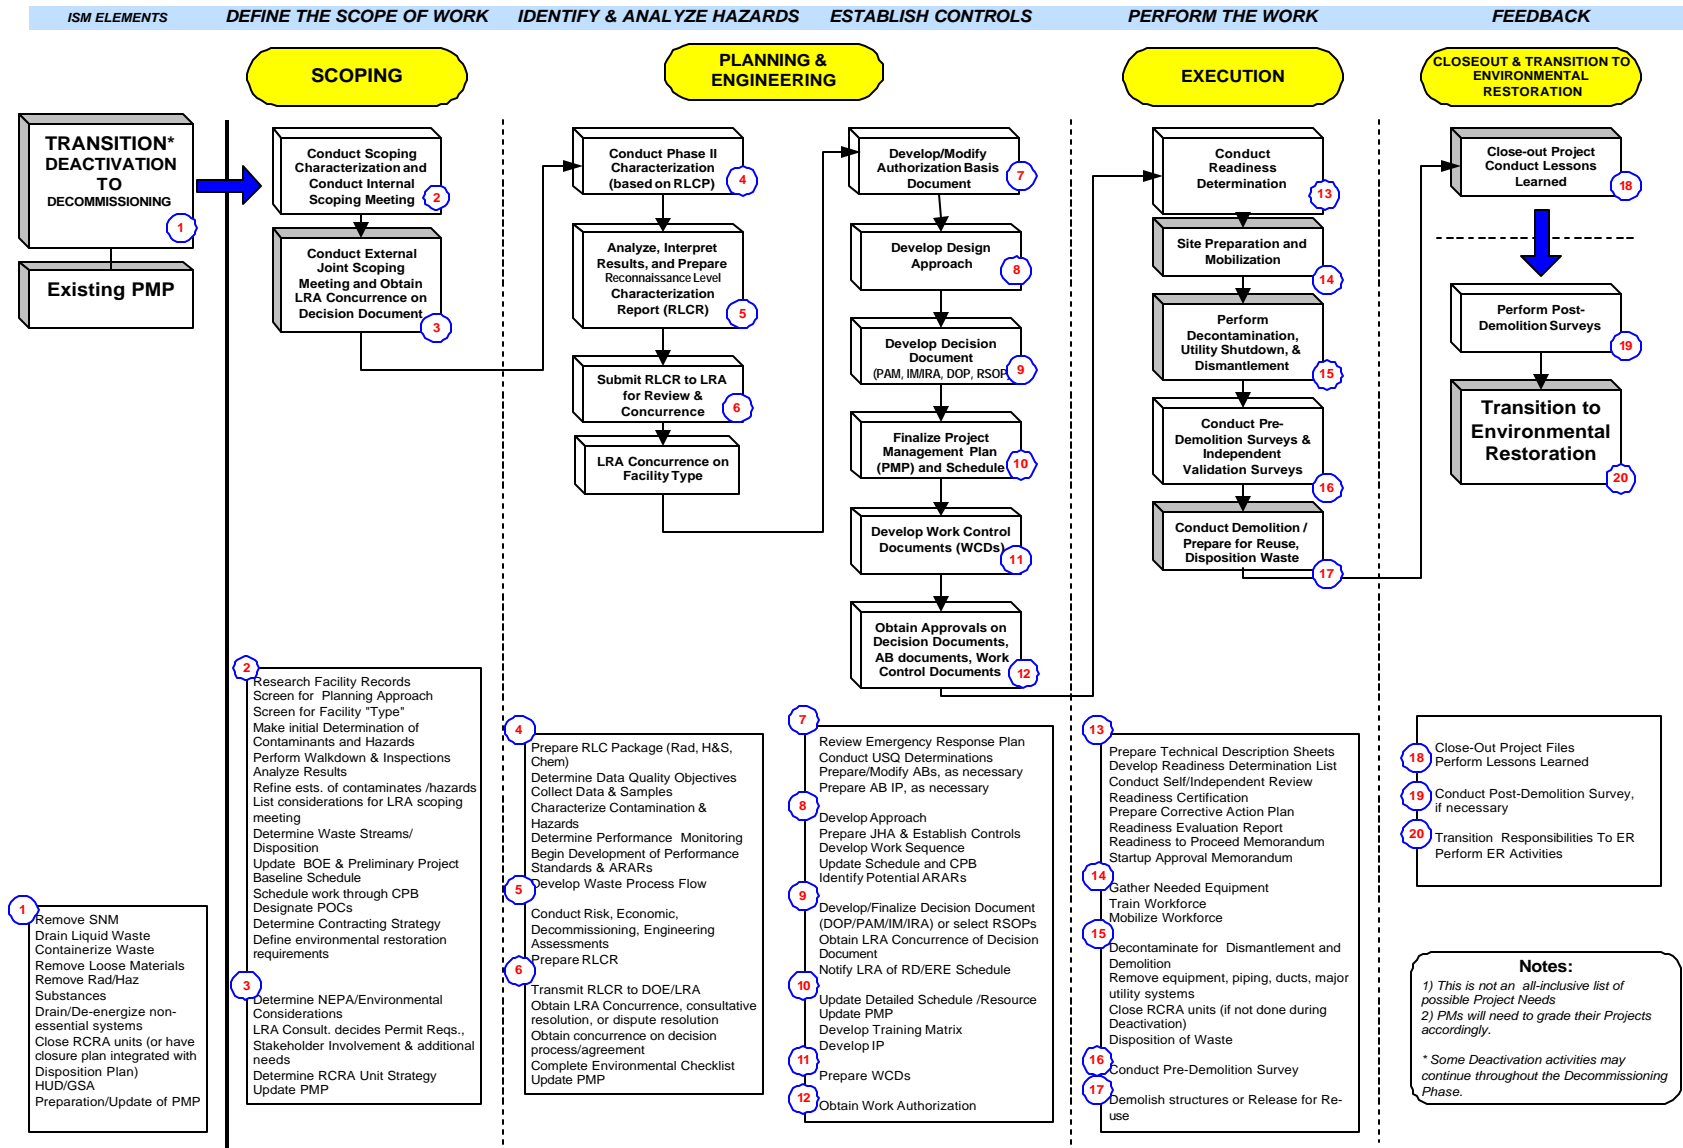 ISM ELEMENTS
DEFINE THE SCOPE OF WORK
IDENTIFY & ANALYZE HAZARDS
ESTABLISH CONTROLS
PERFORM THE WORK
FEEDBACK
SCOPING
PLANNING &
ENGINEERING
EXECUTION
CLOSEOUT & TRANSITION TO
ENVIRONMENTAL
RESTORATION
TRANSITION*
DEACTIVATION
TO
DECOMMISSIONING
1
Existing PMP
Conduct Scoping
Characterization and
Conduct Internal
Scoping Meeting
2
Conduct External
Joint Scoping
Meeting and Obtain
LRA Concurrence on
Decision Document
3
Conduct Phase II
Characterization
(based on RLCP)
4
Analyze, Interpret
Results, and Prepare
Reconnaissance Level
Characterization
Report (RLCR)
5
Submit RLCR to LRA
for Review &
Concurrence
6
LRA Concurrence on
Facility Type
Develop/Modify
Authorization Basis
Document
7
Develop Design
Approach
8
Develop Decision
Document
(PAM, IM/IRA, DOP, RSOP)
9
Finalize Project
Management Plan
(PMP) and Schedule
10
Develop Work Control
Documents (WCDs)
11
Obtain Approvals on
Decision Documents,
AB documents, Work
Control Documents
12
Conduct
Readiness
Determination
13
Site Preparation and
Mobilization
14
Perform
Decontamination,
Utility Shutdown, &
Dismantlement
15
Conduct Pre-
Demolition Surveys &
Independent
Validation Surveys
16
Conduct Demolition /
Prepare for Reuse,
Disposition Waste
17
Close-out Project
Conduct Lessons
Learned
18
Perform Post-
Demolition Surveys
19
Transition to
Environmental
Restoration
20
1
Remove SNM
Drain Liquid Waste
Containerize Waste
Remove Loose Materials
Remove Rad/Haz
Substances
Drain/De-energize non-
essential systems
Close RCRA units (or have
closure plan integrated with
Disposition Plan)
HUD/GSA
Preparation/Update of PMP
2
Research Facility Records
Screen for Planning Approach
Screen for Facility "Type"
Make initial Determination of
Contaminants and Hazards
Perform Walkdown & Inspections
Analyze Results
Refine ests. of contaminates /hazards
List considerations for LRA scoping
meeting
Determine Waste Streams/
Disposition
Update BOE & Preliminary Project
Baseline Schedule
Schedule work through CPB
Designate POCs
Determine Contracting Strategy
Define environmental restoration
requirements
3
Determine NEPA/Environmental
Considerations
LRA Consult. decides Permit Reqs.,
Stakeholder Involvement & additional
needs
Determine RCRA Unit Strategy
Update PMP
4
Prepare RLC Package (Rad, H&S,
Chem)
Determine Data Quality Objectives
Collect Data & Samples
Characterize Contamination &
Hazards
Determine Performance Monitoring
Begin Development of Performance
Standards & ARARs
5
Develop Waste Process Flow
Conduct Risk, Economic,
Decommissioning, Engineering
Assessments
Prepare RLCR
6
Transmit RLCR to DOE/LRA
Obtain LRA Concurrence, consultative
resolution, or dispute resolution
Obtain concurrence on decision
process/agreement
Complete Environmental Checklist
Update PMP
7
Review Emergency Response Plan
Conduct USQ Determinations
Prepare/Modify ABs, as necessary
Prepare AB IP, as necessary
8
Develop Approach
Prepare JHA & Establish Controls
Develop Work Sequence
Update Schedule and CPB
Identify Potential ARARs
9
Develop/Finalize Decision Document
(DOP/PAM/IM/IRA) or select RSOPs
Obtain LRA Concurrence of Decision
Document
Notify LRA of RD/ERE Schedule
10
Update Detailed Schedule /Resource
Update PMP
Develop Training Matrix
Develop IP
11
Prepare WCDs
12
Obtain Work Authorization
13
Prepare Technical Description Sheets
Develop Readiness Determination List
Conduct Self/Independent Review
Readiness Certification
Prepare Corrective Action Plan
Readiness Evaluation Report
Readiness to Proceed Memorandum
Startup Approval Memorandum
14
Gather Needed Equipment
Train Workforce
Mobilize Workforce
15
Decontaminate for Dismantlement and
Demolition
Remove equipment, piping, ducts, major
utility systems
Close RCRA units (if not done during
Deactivation)
Disposition of Waste
16
Conduct Pre-Demolition Survey
17
Demolish structures or Release for Re-
use
18
Close-Out Project Files
Perform Lessons Learned
19
Conduct Post-Demolition Survey,
if necessary
20
Transition Responsibilities To ER
Perform ER Activities
Notes:
1) This is not an all-inclusive list of
possible Project Needs
2) PMs will need to grade their Projects
accordingly.
* Some Deactivation activities may
continue throughout the Decommissioning
Phase.